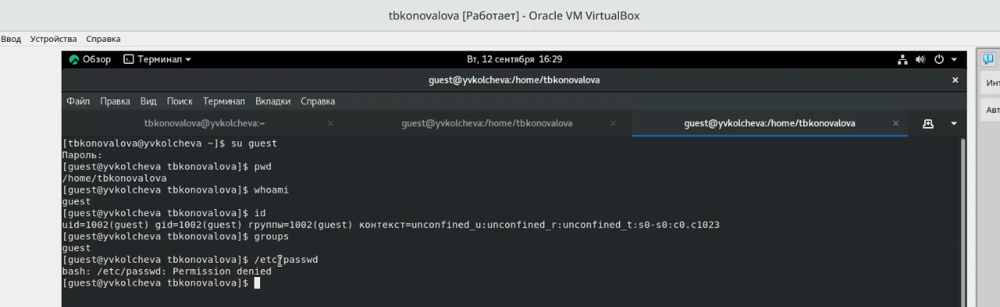 tbkonovalova [Работает] - Oracle VM VirtualBox
Ввод Устройства Справка
Обзор Терминал Вт, 12 сентября 16:29
guest@yvkolcheva:/home/tbkonovalova
Файл Правка Вид Поиск Терминал Вкладки Справка
tbkonovalova@yvkolcheva:~ guest@yvkolcheva:/home/tbkonovalova guest@yvkolcheva:/home/tbkonovalova
[tbkonovalova@yvkolcheva ~]$ su guest
Пароль:
[guest@yvkolcheva tbkonovalova]$ pwd
/home/tbkonovalova
[guest@yvkolcheva tbkonovalova]$ whoami
guest
[guest@yvkolcheva tbkonovalova]$ id
uid=1002(guest) gid=1002(guest) группы=1002(guest) контекст=unconfined_u:unconfined_r:unconfined_t:s0-s0:c0.c1023
[guest@yvkolcheva tbkonovalova]$ groups
guest
[guest@yvkolcheva tbkonovalova]$ /etc/passwd
bash: /etc/passwd: Permission denied
[guest@yvkolcheva tbkonovalova]$
Инт
Авт